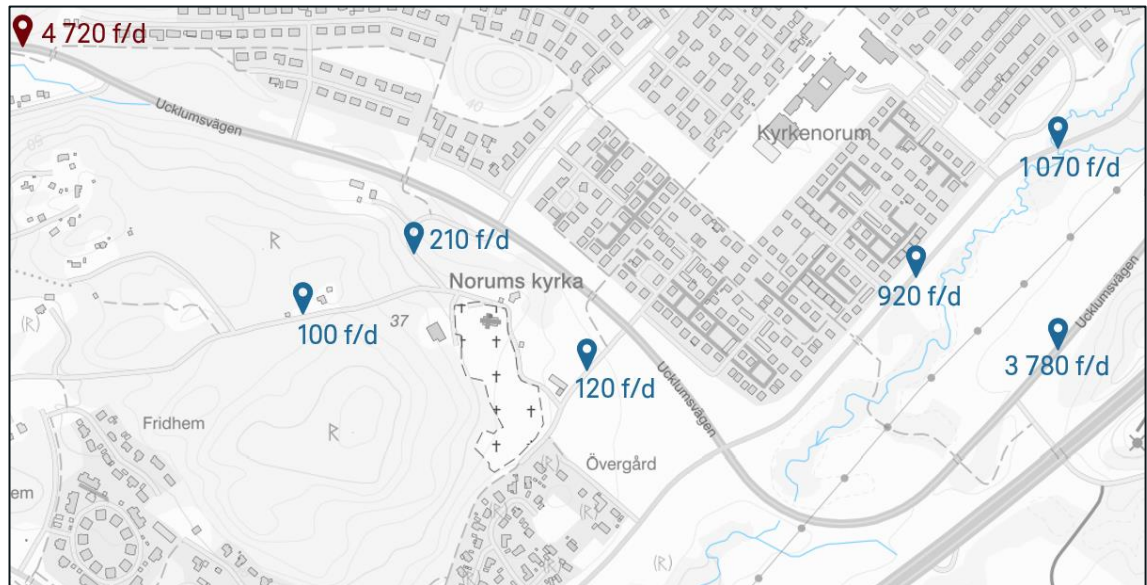 4 720 f/d
Ucklumsvägen
40
Kyrkenorum
1 070 f/d
R
210 f/d
Norums kyrka
920 f/d
Ucklumsvägen
(R)
100 f/d
37
120 f/d
Ucklumsvägen
3 780 f/d
Fridhem
R
Övergård
(R)
em
R
(R)
(R)